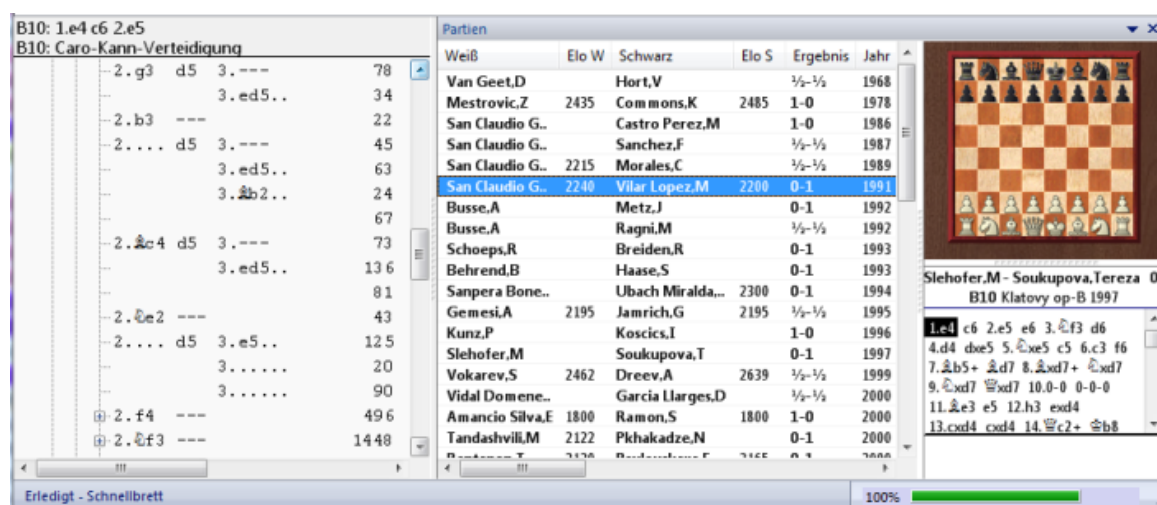 B10: 1.e4 c6 2.e5
B10: Caro-Kann-Verteidigung
2.g3 d5 3.--- 78
3.ed5.. 34
2.b3 --- 22
2.... d5 3.--- 45
3.ed5.. 63
3.♗b2.. 24
67
2.♗c4 d5 3.--- 73
3.ed5.. 136
81
2.♘e2 --- 43
2.... d5 3.e5.. 125
3...... 20
3...... 90
2.f4 --- 496
2.♘f3 --- 1448
Erledigt - Schnellbrett
Partien
Weiß Elo W Schwarz Elo S Ergebnis Jahr
Van Geet,D Hort,V ½-½ 1968
Mestrovic,Z 2435 Commons,K 2485 1-0 1978
San Claudio G.. Castro Perez,M 1-0 1986
San Claudio G.. Sanchez,F ½-½ 1987
San Claudio G.. 2215 Morales,C ½-½ 1989
San Claudio G.. 2240 Vilar Lopez,M 2200 0-1 1991
Busse,A Metz,J 0-1 1992
Busse,A Ragni,M ½-½ 1992
Schoeps,R Breiden,R 0-1 1993
Behrend,B Haase,S 0-1 1993
Sanpera Bone.. Ubach Miralda,.. 2300 0-1 1994
Gemesi,A 2195 Jamrich,G 2195 ½-½ 1995
Kunz,P Koscics,I 1-0 1996
Slehofer,M Soukupova,T 0-1 1997
Vokarev,S 2462 Dreev,A 2639 ½-½ 1999
Vidal Domene.. Garcia Llarges,D ½-½ 2000
Amancio Silva,E 1800 Ramon,S 1800 1-0 2000
Tandashvili,M 2122 Pkhakadze,N 0-1 2000
Slehofer,M - Soukupova,Tereza 0
B10 Klatovy op-B 1997
1.e4 c6 2.e5 e6 3.♘f3 d6
4.d4 dxe5 5.♘xe5 c5 6.c3 f6
7.♗b5+ ♗d7 8.♗xd7+ ♘xd7
9.♘xd7 ♕xd7 10.0-0 0-0-0
11.♗e3 e5 12.h3 exd4
13.cxd4 cxd4 14.♕c2+ ♔b8
100%